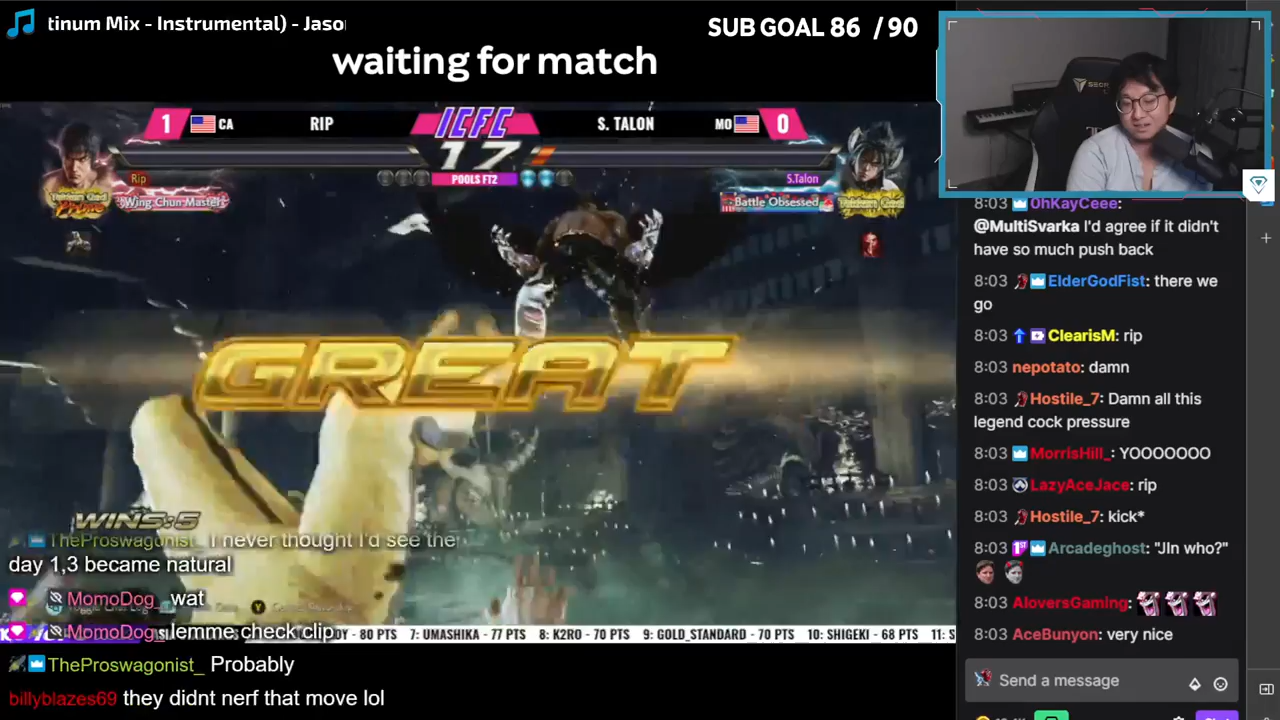 tinum Mix - Instrumental) - Jaso
SUB GOAL 86 / 90
waiting for match
1 CA RIP ICFC S. TALON MO 0
17
POOLS FT2
Rip
Wing Chun Master
S.Talon
Battle Obsessed
GREAT
WINS:5
TheProswagonist_ I never thought I'd see the
day 1,3 became natural
MomoDog_ wat
MomoDog_ lemme check clip
DY - 80 PTS 7: UMASHIKA - 77 PTS 8: K2RO - 70 PTS 9: GOLD_STANDARD - 70 PTS 10: SHIGEKI - 68 PTS 11: S
TheProswagonist_ Probably
billyblazes69 they didnt nerf that move lol
8:03 0hKayCeee:
@MultiSvarka I'd agree if it didn't
have so much push back
8:03 ElderGodFist: there we
go
8:03 ClearisM: rip
8:03 nepotato: damn
8:03 Hostile_7: Damn all this
legend cock pressure
8:03 MorrisHill_: YOOOOOOO
8:03 LazyAceJace: rip
8:03 Hostile_7: kick*
8:03 Arcadeghost: "JIn who?"
8:03 AloversGaming:
8:03 AceBunyon: very nice
Send a message